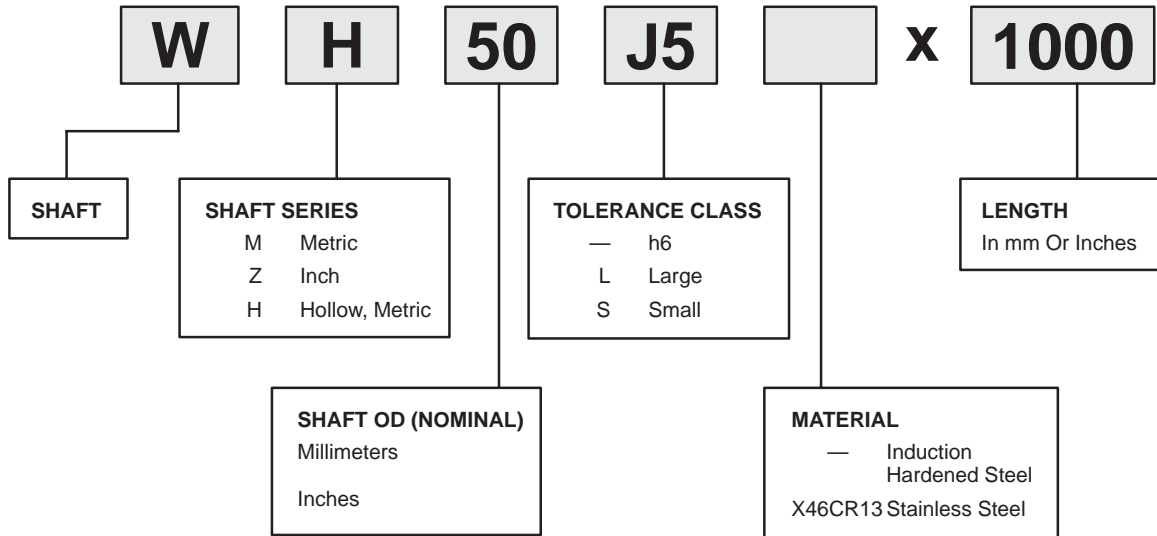 W H 50 J5 x 1000
SHAFT
SHAFT SERIES
M Metric
Z Inch
H Hollow, Metric
TOLERANCE CLASS
— h6
L Large
S Small
LENGTH
In mm Or Inches
SHAFT OD (NOMINAL)
Millimeters
Inches
MATERIAL
— Induction
Hardened Steel
X46CR13 Stainless Steel